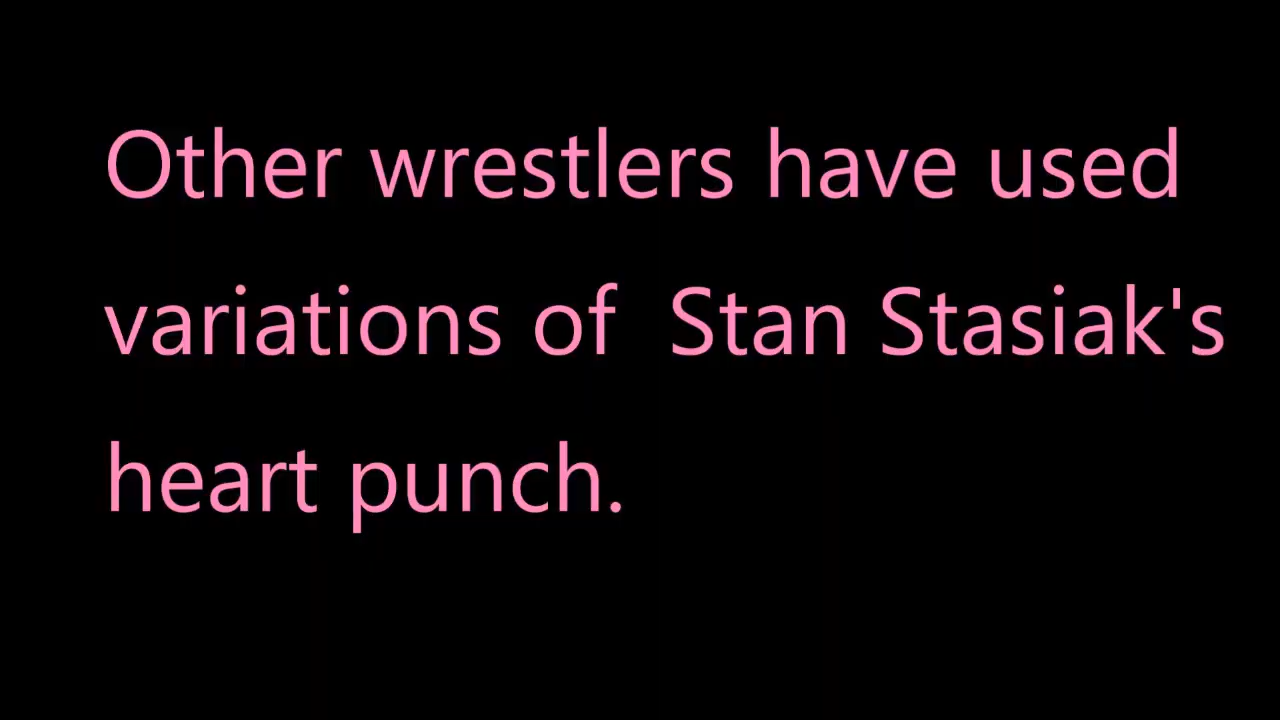 Other wrestlers have used
variations of  Stan Stasiak's
heart punch.